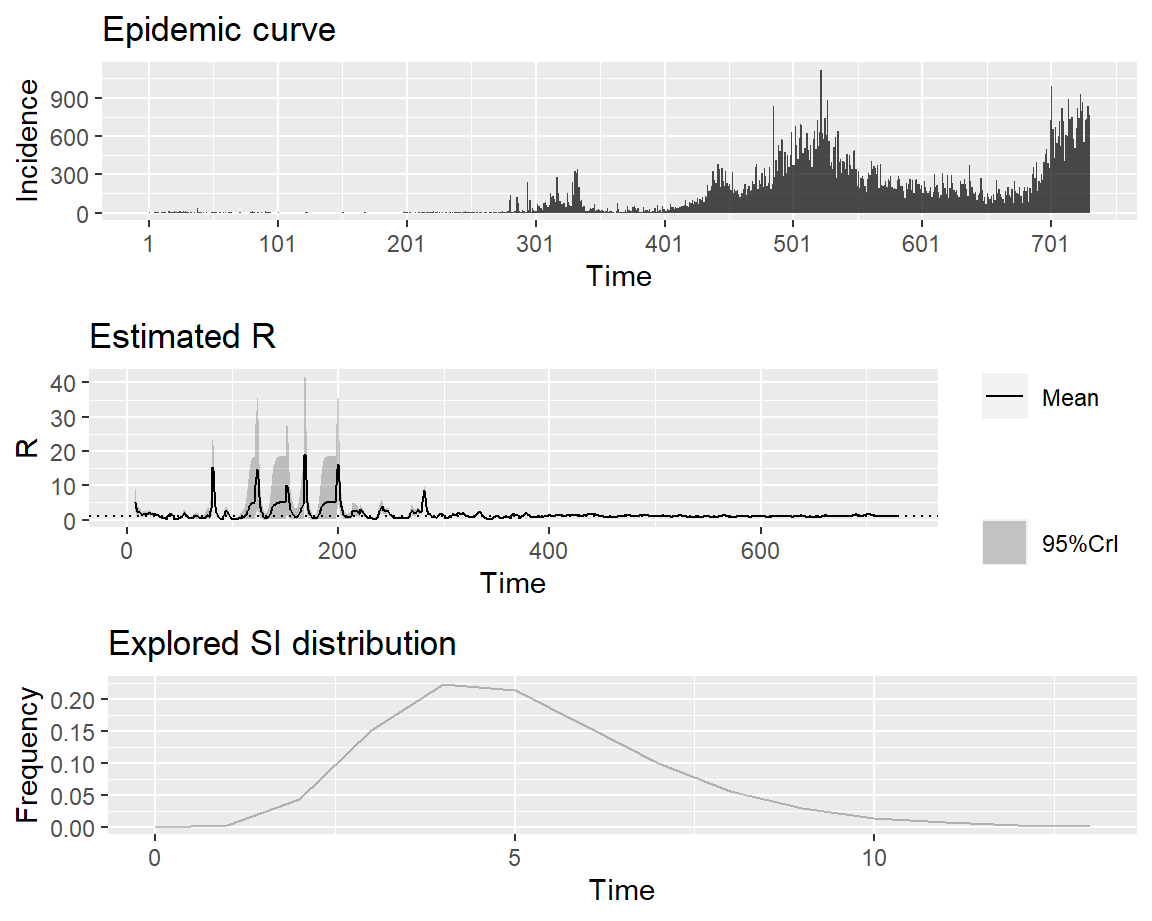 Epidemic curve
Incidence
900
600
300
0
1 101 201 301 401 501 601 701
Time
Estimated R
R
40
30
20
10
0
0 200 400 600
Time
Mean
95%CrI
Explored SI distribution
Frequency
0.20
0.15
0.10
0.05
0.00
0 5 10
Time